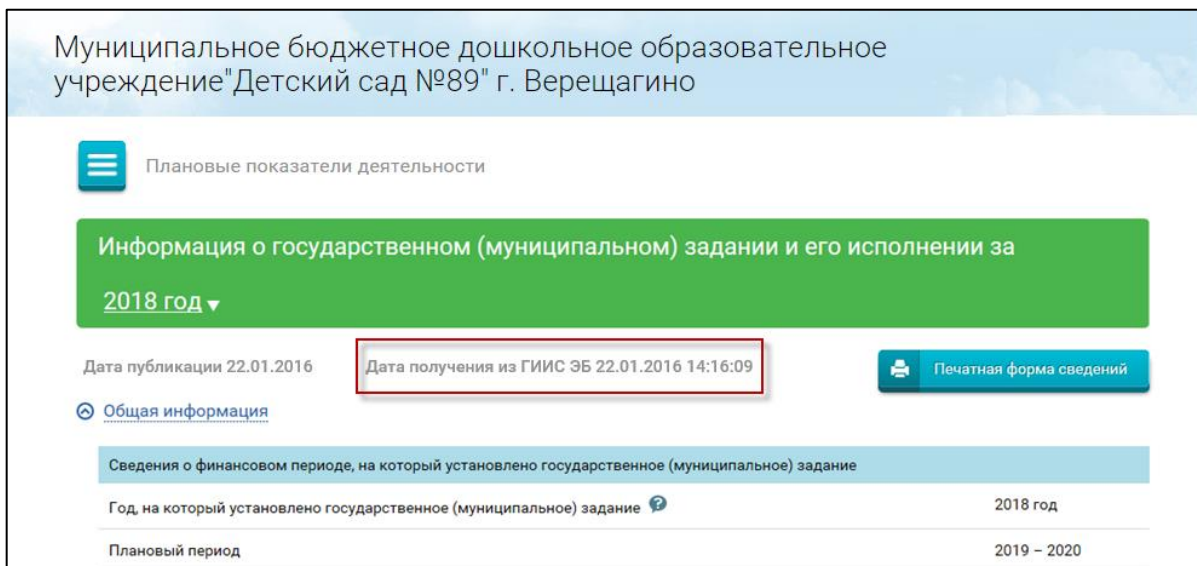 Муниципальное бюджетное дошкольное образовательное
учреждение"Детский сад №89" г. Верещагино
Плановые показатели деятельности
Информация о государственном (муниципальном) задании и его исполнении за
2018 год
Дата публикации 22.01.2016 Дата получения из ГИИС ЭБ 22.01.2016 14:16:09 Печатная форма сведений
Общая информация
Сведения о финансовом периоде, на который установлено государственное (муниципальное) задание
Год, на который установлено государственное (муниципальное) задание ? 2018 год
Плановый период 2019 – 2020